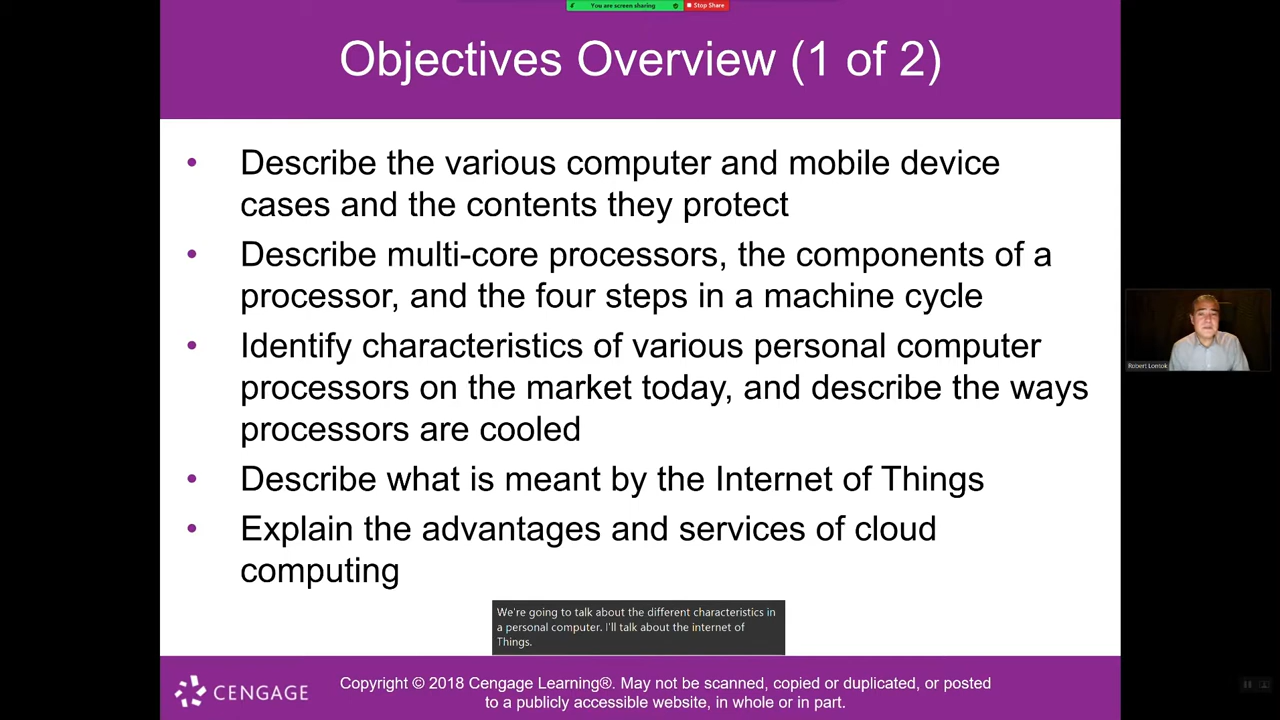 You are screen sharing
Stop Share
Objectives Overview (1 of 2)
• Describe the various computer and mobile device
cases and the contents they protect
• Describe multi-core processors, the components of a
processor, and the four steps in a machine cycle
• Identify characteristics of various personal computer
processors on the market today, and describe the ways
processors are cooled
• Describe what is meant by the Internet of Things
• Explain the advantages and services of cloud
computing
Robert Lontok
We're going to talk about the different characteristics in
a personal computer. I'll talk about the internet of
Things.
CENGAGE
Copyright © 2018 Cengage Learning®. May not be scanned, copied or duplicated, or posted
to a publicly accessible website, in whole or in part.